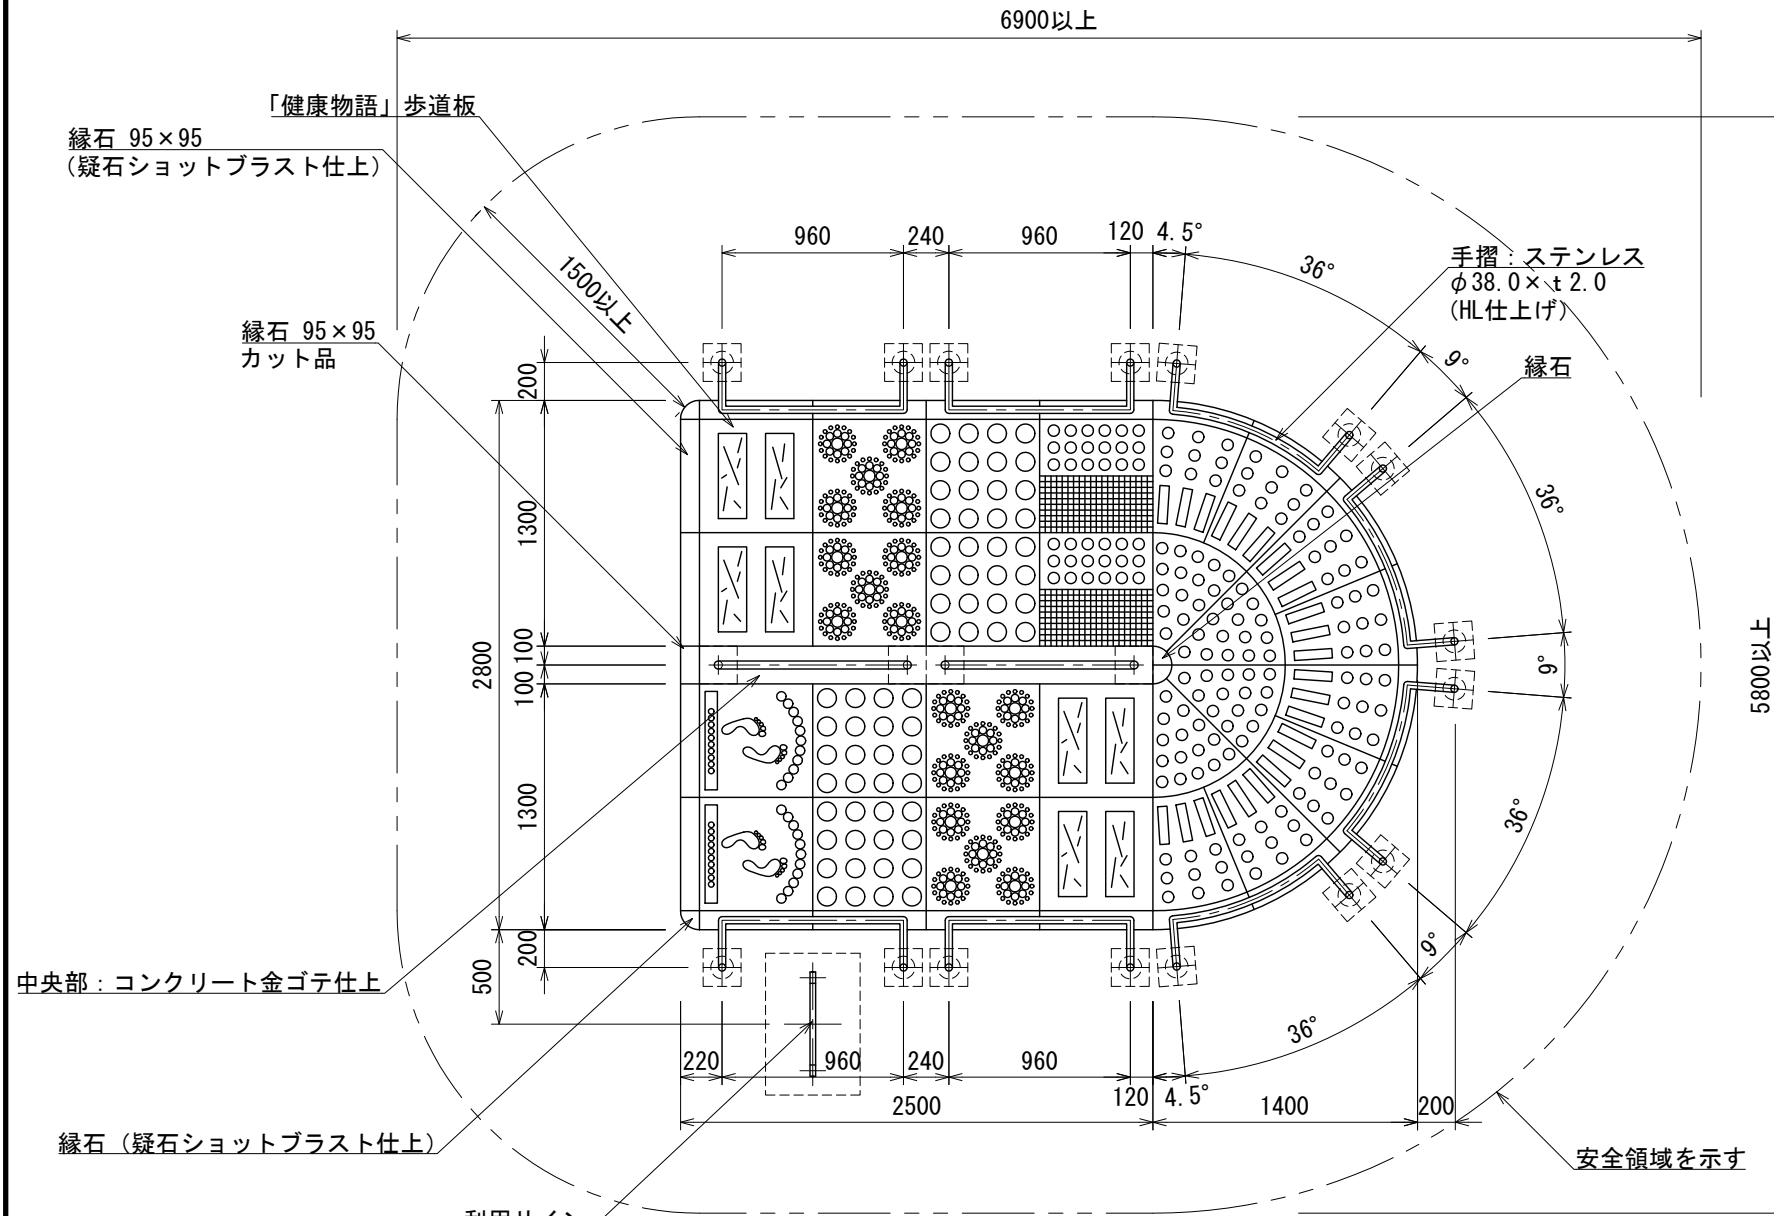 6900以上
「健康物語」歩道板
縁石 95×95
(疑石ショットブラスト仕上)
960
240
960
120
4.5°
36°
手摺：ステンレス
φ38.0×t2.0
(HL仕上げ)
1500以上
縁石 95×95
カット品
9°
縁石
200
1300
36°
2800
100
100
9°
5800以上
1300
36°
200
500
9°
中央部：コンクリート金ゴテ仕上
36°
220
960
240
960
120
4.5°
2500
1400
200
縁石（疑石ショットブラスト仕上）
安全領域を示す